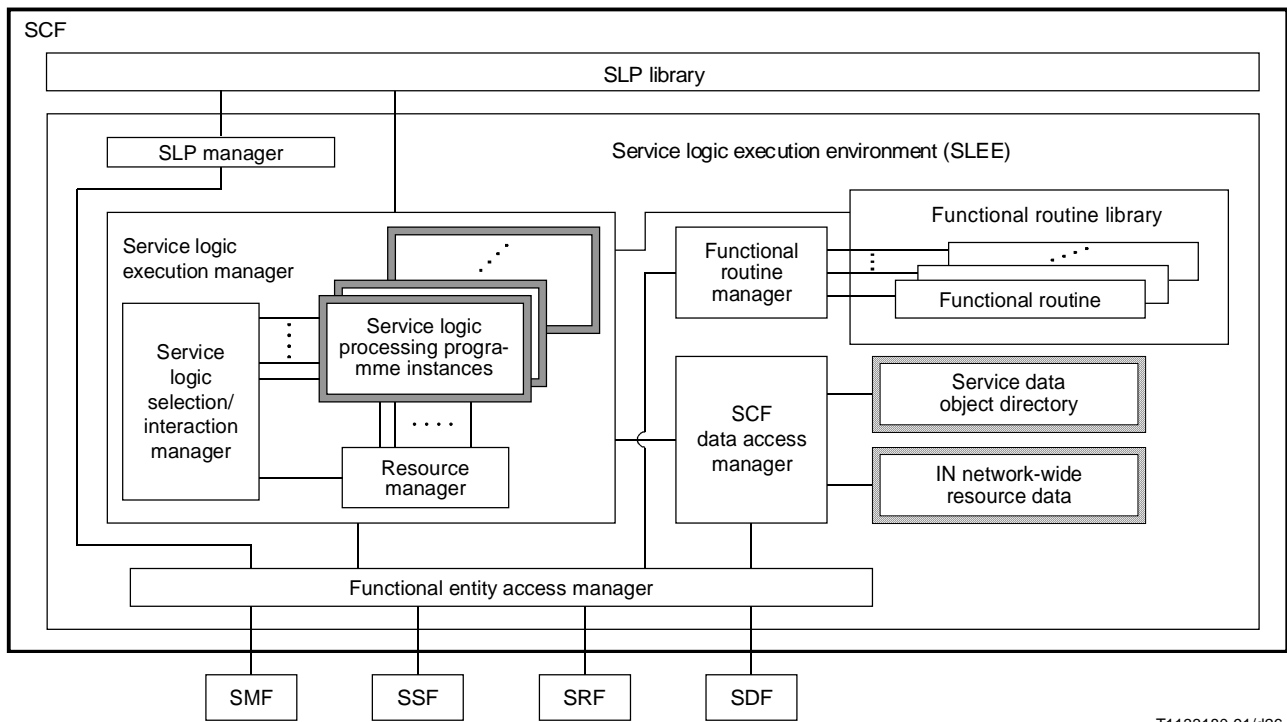 SCF
SLP library
SLP manager
Service logic execution environment (SLEE)
Service logic
execution manager
Service
logic
selection/
interaction
manager
Service logic
processing progra-
mme instances
Resource
manager
Functional
routine
manager
Functional routine library
Functional routine
SCF
data access
manager
Service data
object directory
IN network-wide
resource data
Functional entity access manager
SMF
SSF
SRF
SDF